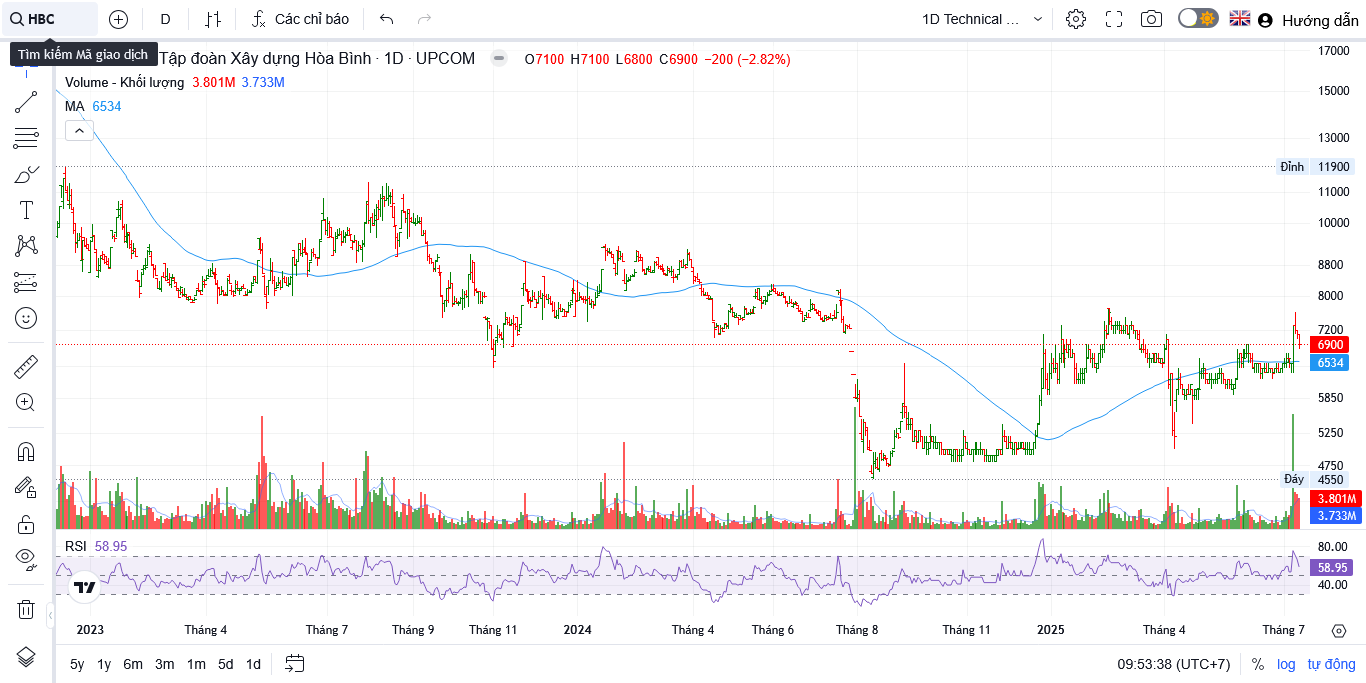 HBC
D
Các chỉ báo
1D Technical ...
Hướng dẫn
Tìm kiếm Mã giao dịch
Tập đoàn Xây dựng Hòa Bình · 1D · UPCOM
O7100 H7100 L6800 C6900 −200 (−2.82%)
Volume - Khối lượng 3.801M 3.733M
MA 6534
17000
15000
13000
Đỉnh 11900
11000
10000
8800
8000
7200
6900
6534
5850
5250
4750
Đáy 4550
3.801M
3.733M
RSI 58.95
80.00
58.95
40.00
2023 Tháng 4 Tháng 7 Tháng 9 Tháng 11 2024 Tháng 4 Tháng 6 Tháng 8 Tháng 11 2025 Tháng 4 Tháng 7
5y 1y 6m 3m 1m 5d 1d
09:53:38 (UTC+7) % log tự động